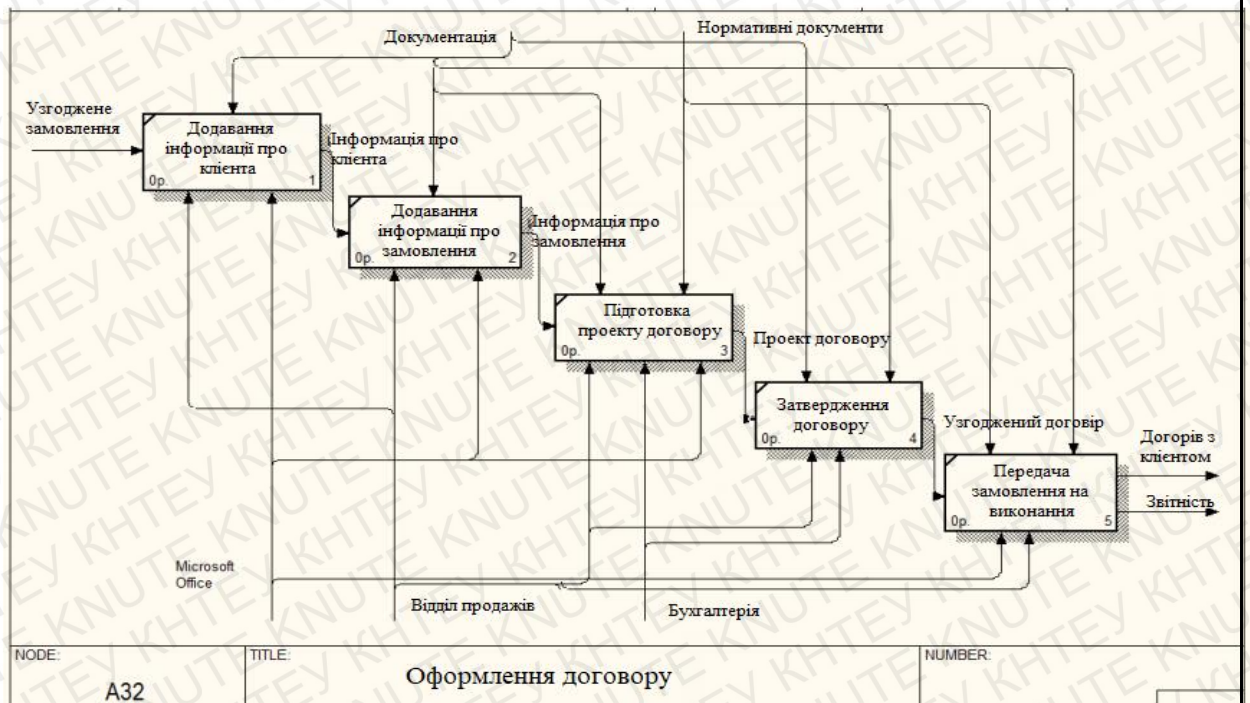 Документація
Нормативні документи
Узгоджене
замовлення
Додавання
інформації про
клієнта
0р.
1
Інформація про
клієнта
Додавання
інформації про
замовлення
0р.
2
Інформація про
замовлення
Підготовка
проекту договору
0р.
3
Проект договору
Затвердження
договору
0р.
4
Узгоджений договір
Передача
замовлення на
виконання
0р.
5
Догорів з
клієнтом
Звітність
Microsoft
Office
Відділ продажів
Бухгалтерія
NODE:
A32
TITLE:
Оформлення договору
NUMBER:
КНТЕУ KNUTE